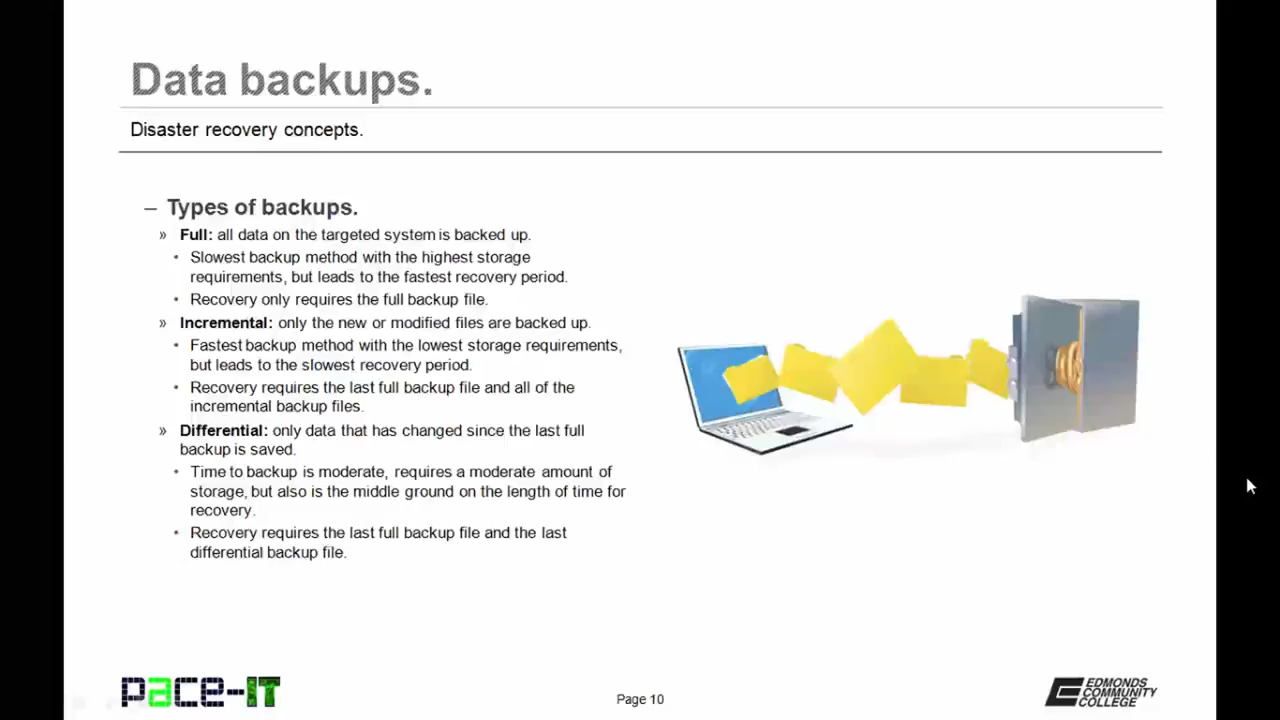 Data backups.
Disaster recovery concepts.
– Types of backups.
» Full: all data on the targeted system is backed up.
• Slowest backup method with the highest storage
requirements, but leads to the fastest recovery period.
• Recovery only requires the full backup file.
» Incremental: only the new or modified files are backed up.
• Fastest backup method with the lowest storage requirements,
but leads to the slowest recovery period.
• Recovery requires the last full backup file and all of the
incremental backup files.
» Differential: only data that has changed since the last full
backup is saved.
• Time to backup is moderate, requires a moderate amount of
storage, but also is the middle ground on the length of time for
recovery.
• Recovery requires the last full backup file and the last
differential backup file.
pace-IT
Page 10
EDMONDS
COMMUNITY
COLLEGE